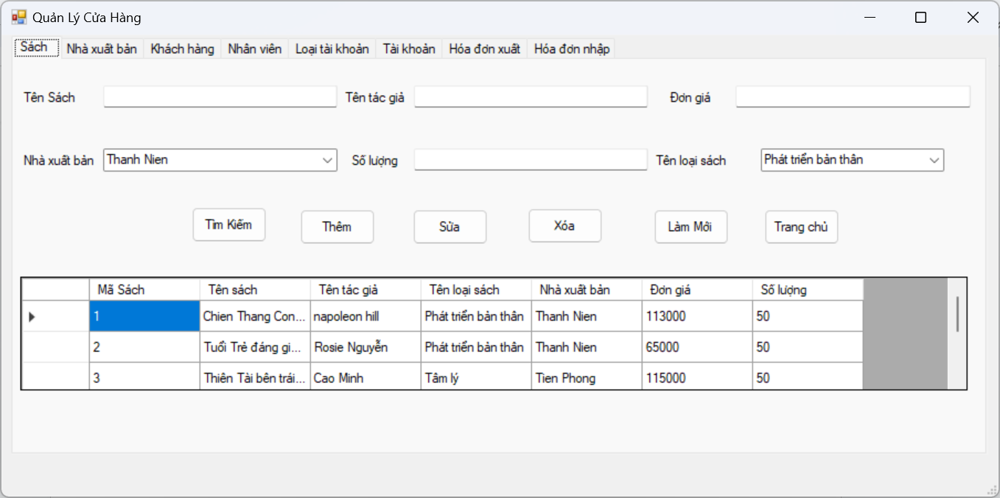 Quản Lý Cửa Hàng
Sách Nhà xuất bản Khách hàng Nhân viên Loại tài khoản Tài khoản Hóa đơn xuất Hóa đơn nhập
Tên Sách Tên tác giả Đơn giá
Nhà xuất bản Thanh Nien Số lượng Tên loại sách Phát triển bản thân
Tìm Kiếm Thêm Sửa Xóa Làm Mới Trang chủ
Mã Sách Tên sách Tên tác giả Tên loại sách Nhà xuất bản Đơn giá Số lượng
1 Chien Thang Con... napoleon hill Phát triển bản thân Thanh Nien 113000 50
2 Tuổi Trẻ đáng gi... Rosie Nguyễn Phát triển bản thân Thanh Nien 65000 50
3 Thiên Tài bên trái... Cao Minh Tâm lý Tien Phong 115000 50